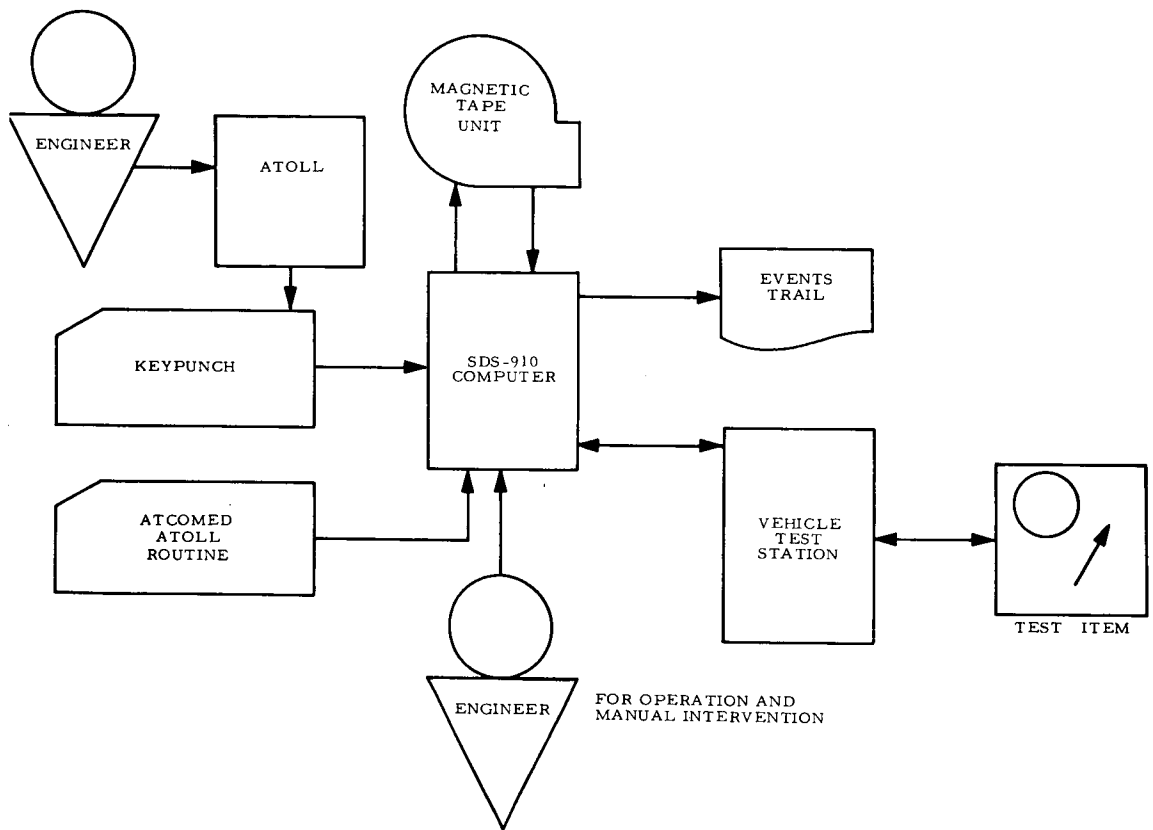 ENGINEER
ATOLL
MAGNETIC
TAPE
UNIT
EVENTS
TRAIL
KEYPUNCH
SDS-910
COMPUTER
ATCOMED
ATOLL
ROUTINE
VEHICLE
TEST
STATION
TEST ITEM
ENGINEER
FOR OPERATION AND
MANUAL INTERVENTION